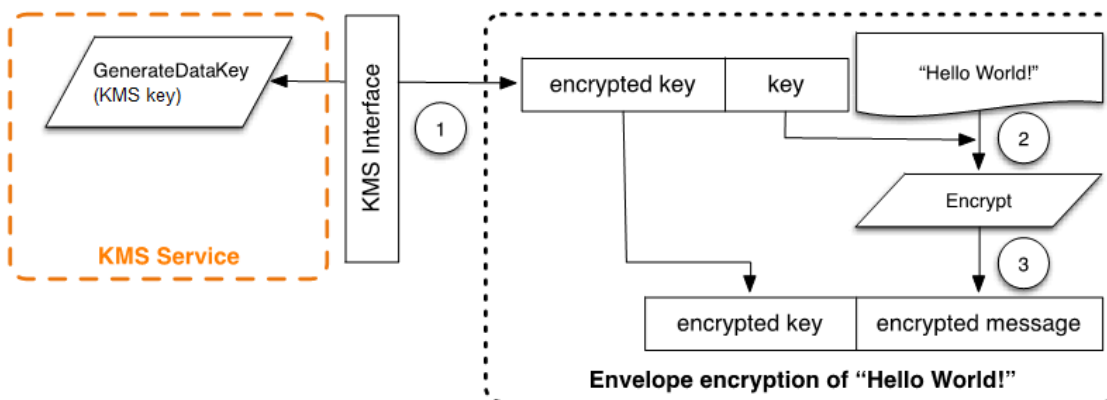 GenerateDataKey
(KMS key)
KMS Service
KMS Interface
1
encrypted key
key
“Hello World!”
2
Encrypt
3
encrypted key
encrypted message
Envelope encryption of “Hello World!”